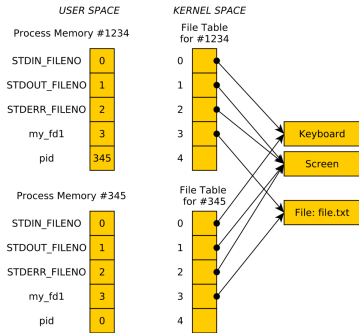 USER SPACE
KERNEL SPACE
Process Memory #1234
File Table
for #1234
STDIN_FILENO 0
0
STDOUT_FILENO 1
1
STDERR_FILENO 2
2
my_fd1 3
3
pid 345
4
Keyboard
Screen
File: file.txt
Process Memory #345
File Table
for #345
STDIN_FILENO 0
0
STDOUT_FILENO 1
1
STDERR_FILENO 2
2
my_fd1 3
3
pid 0
4